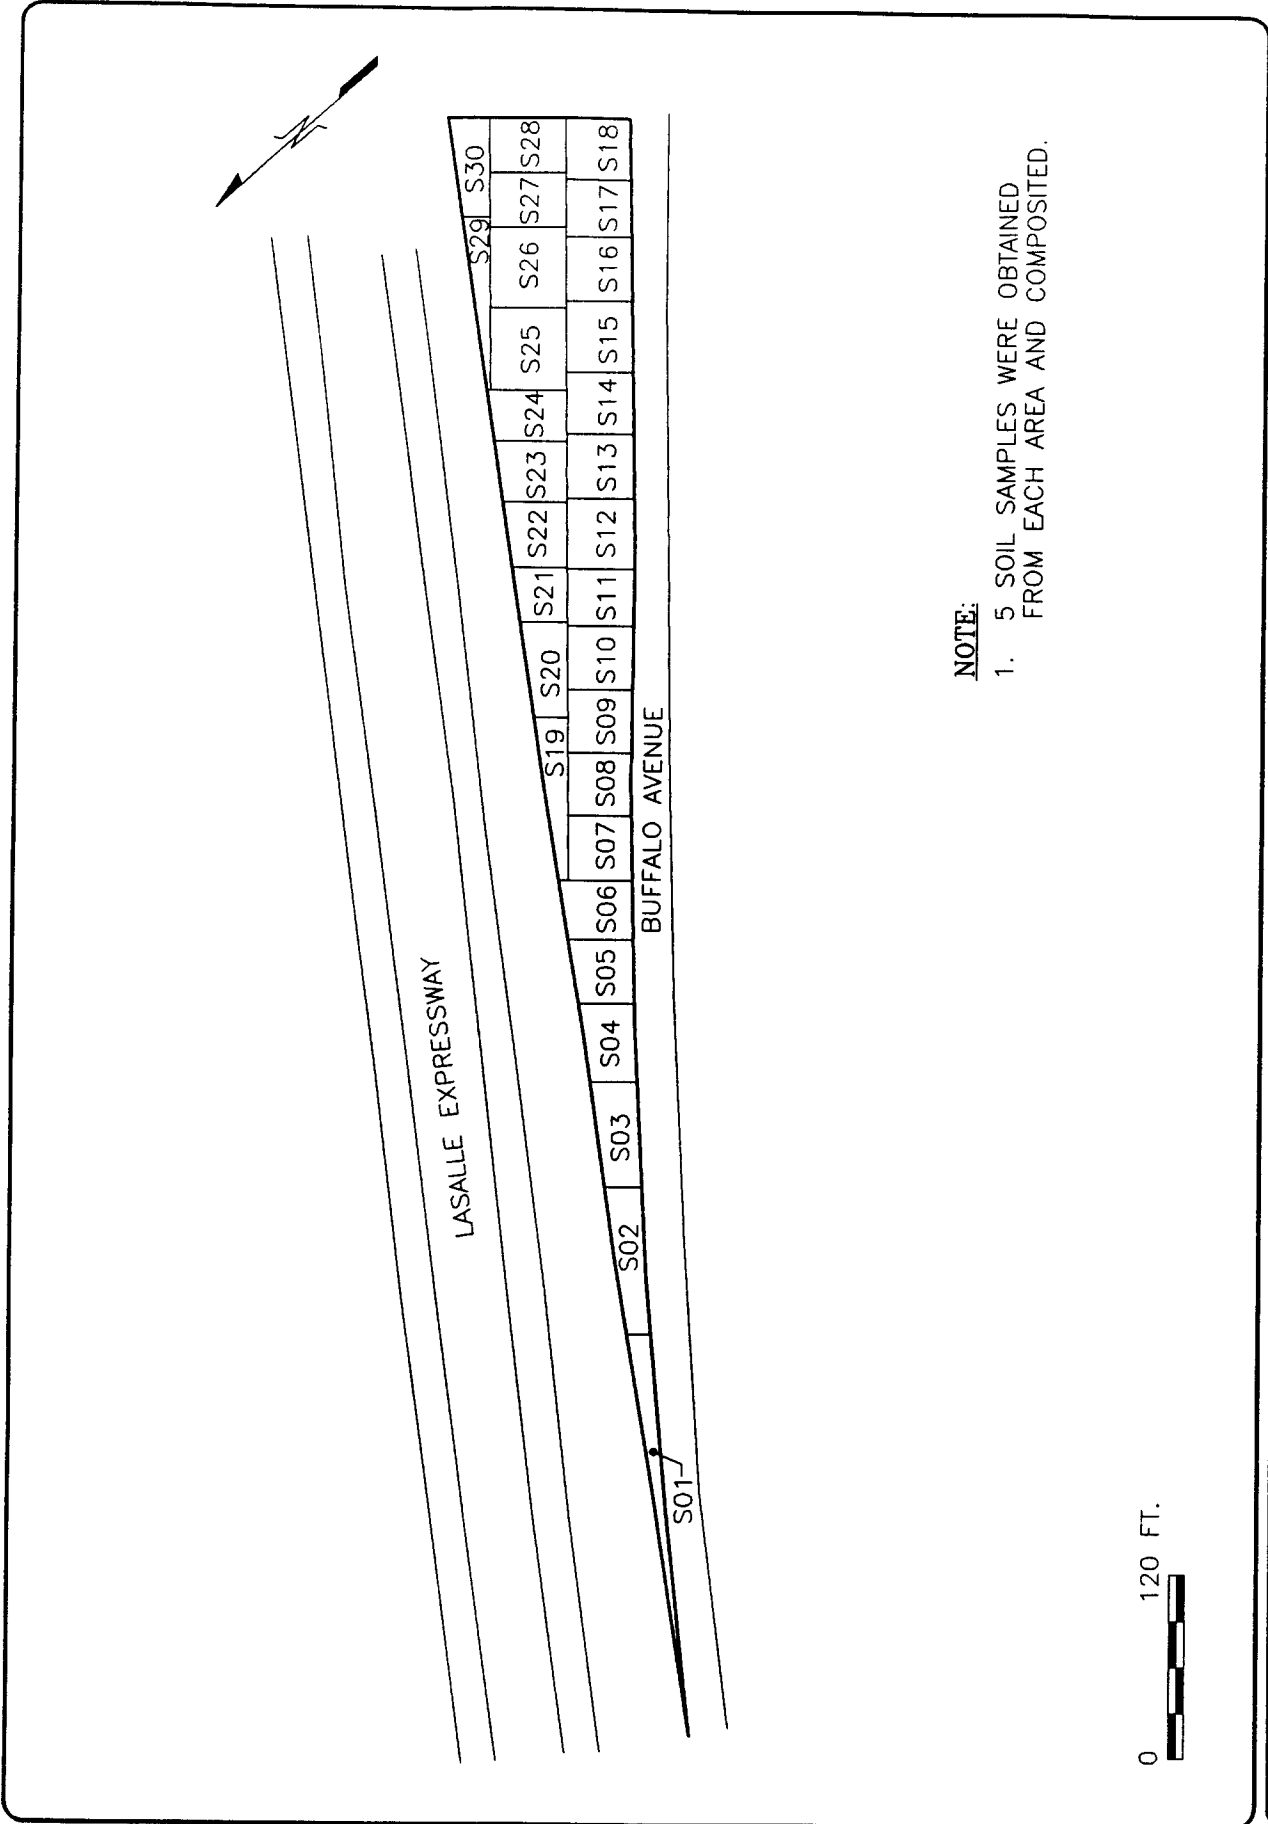 LASALLE EXPRESSWAY
S30
S29
S28
S27
S26
S25
S24
S23
S22
S21
S20
S19
S18
S17
S16
S15
S14
S13
S12
S11
S10
S09
S08
S07
S06
S05
S04
S03
S02
S01
BUFFALO AVENUE
NOTE:
1. 5 SOIL SAMPLES WERE OBTAINED
FROM EACH AREA AND COMPOSITED.
0 120 FT.
N